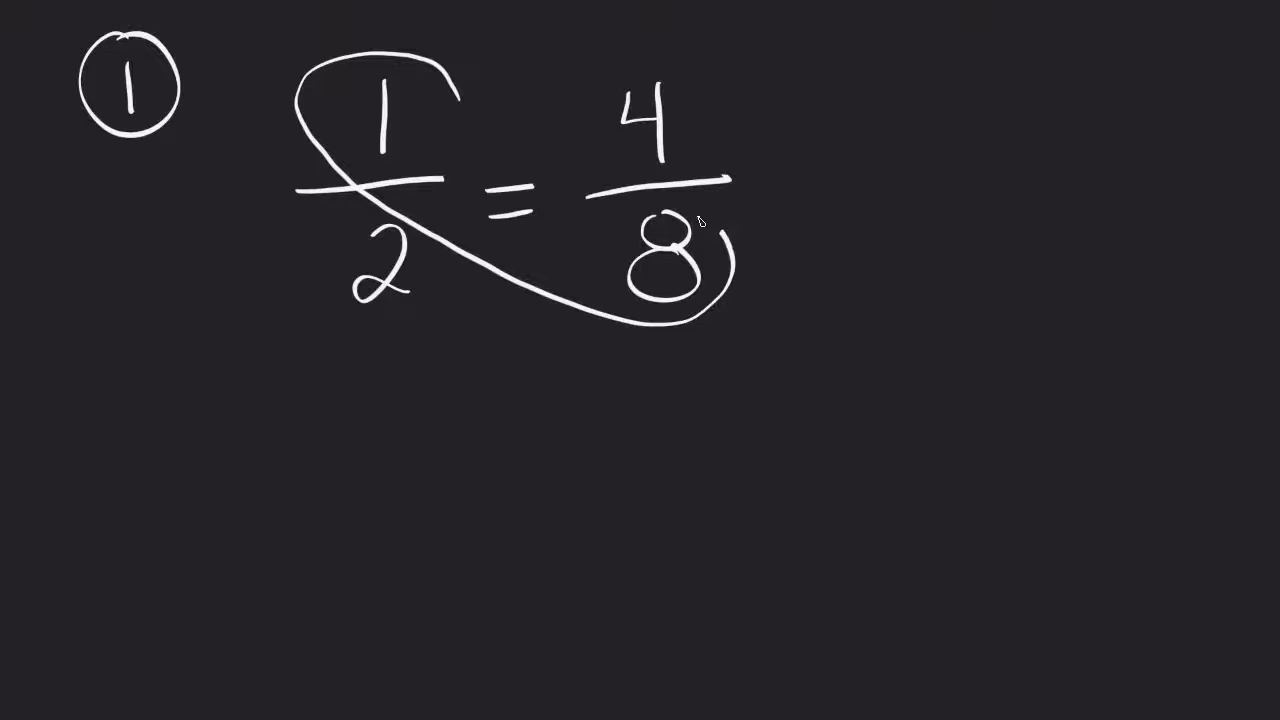 ① 1/2 = 4/8